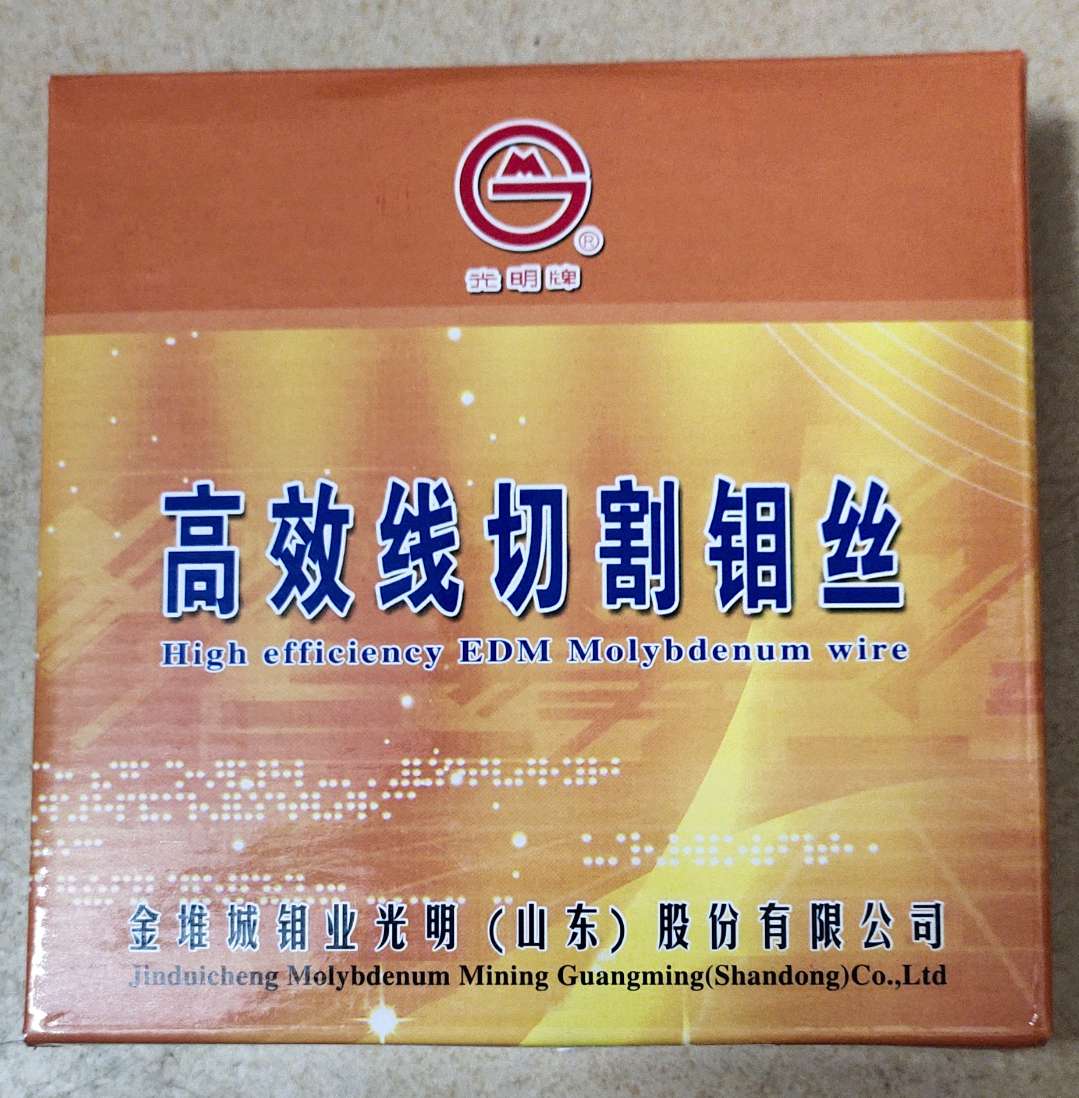 ®
光明牌
高效线切割钼丝
High efficiency EDM Molybdenum wire
金堆城钼业光明(山东)股份有限公司
Jinduicheng Molybdenum Mining Guangming(Shandong)Co.,Ltd